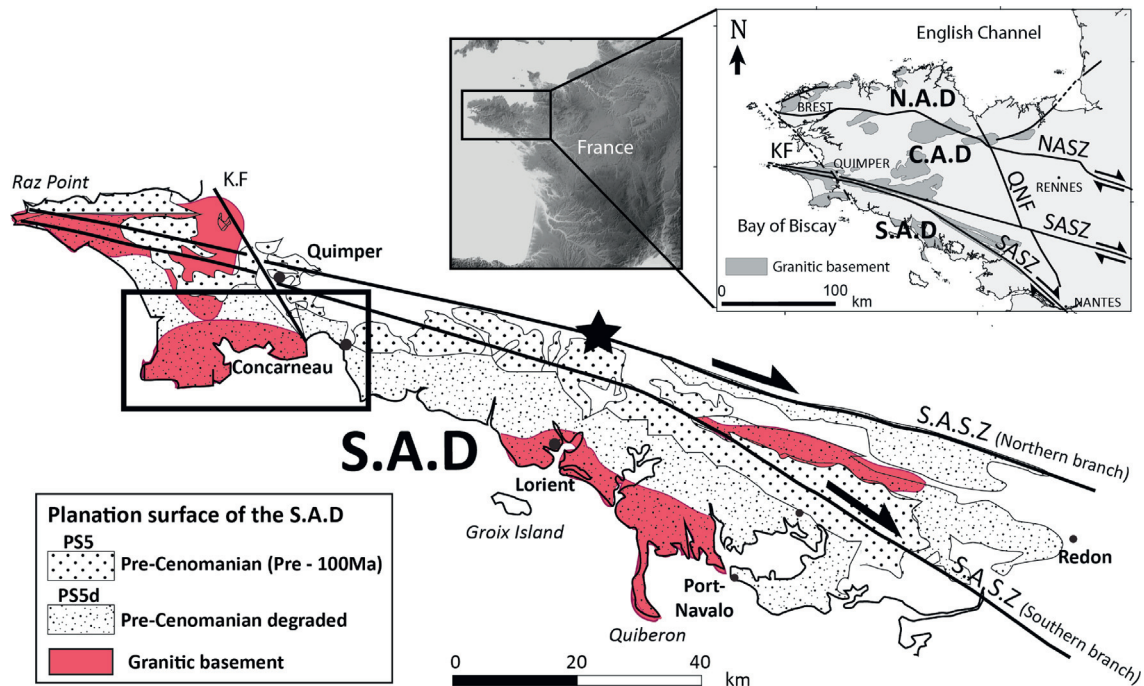 N
English Channel
BREST
N.A.D
NASZ
C.A.D
KF
QUIMPER
QNF
RENNES
SASZ
Bay of Biscay
S.A.D
SASZ
Granitic basement
NANTES
0 100 km
France
Raz Point
K.F
Quimper
Concarneau
S.A.D
S.A.S.Z (Northern branch)
Lorient
Groix Island
Redon
Port-
Navalo
S.A.S.Z (Southern branch)
Quiberon
Planation surface of the S.A.D
PS5
Pre-Cenomanian (Pre - 100Ma)
PS5d
Pre-Cenomanian degraded
Granitic basement
0 20 40
km